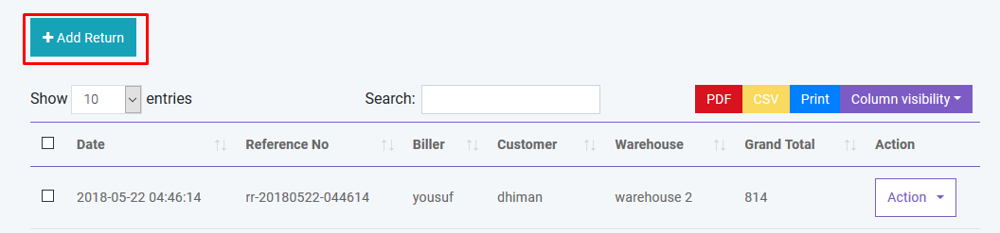 Add Return
Show 10 entries Search: PDF CSV Print Column visibility
Date Reference No Biller Customer Warehouse Grand Total Action
2018-05-22 04:46:14 rr-20180522-044614 yousuf dhiman warehouse 2 814 Action